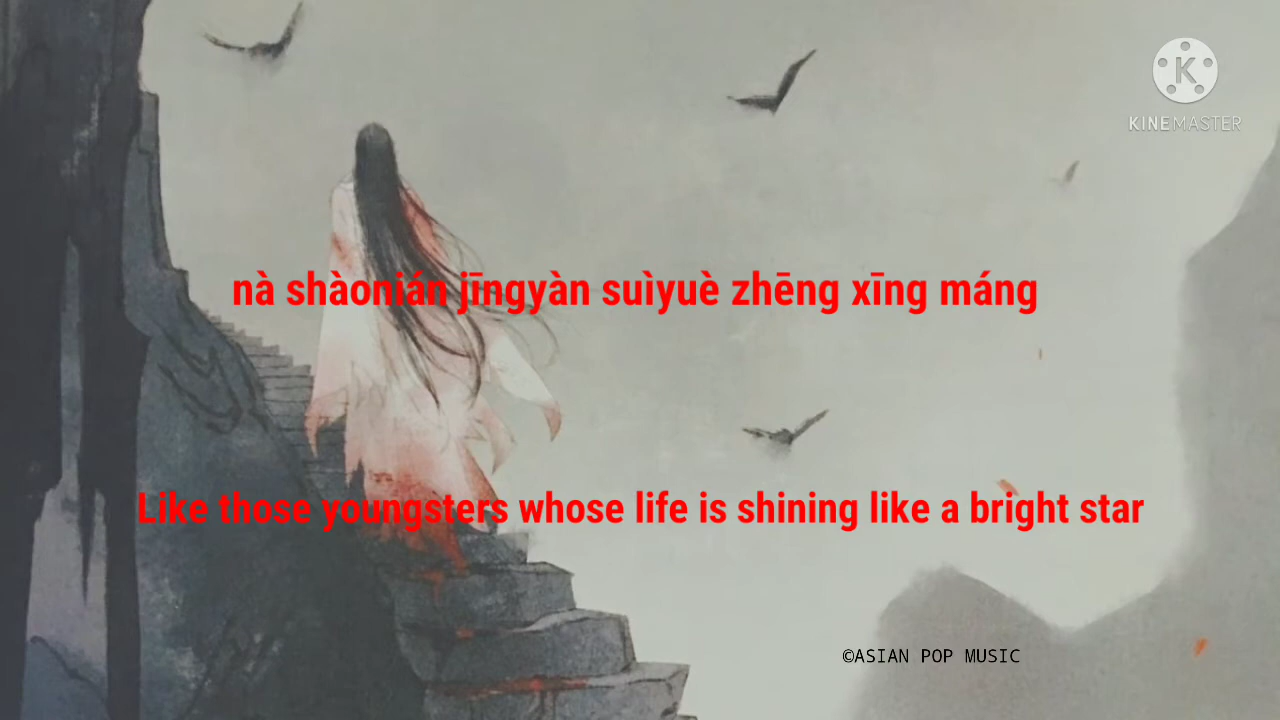 KINEMASTER
nà shàonián jīngyàn suìyuè zhēng xīng máng
Like those youngsters whose life is shining like a bright star
©ASIAN POP MUSIC